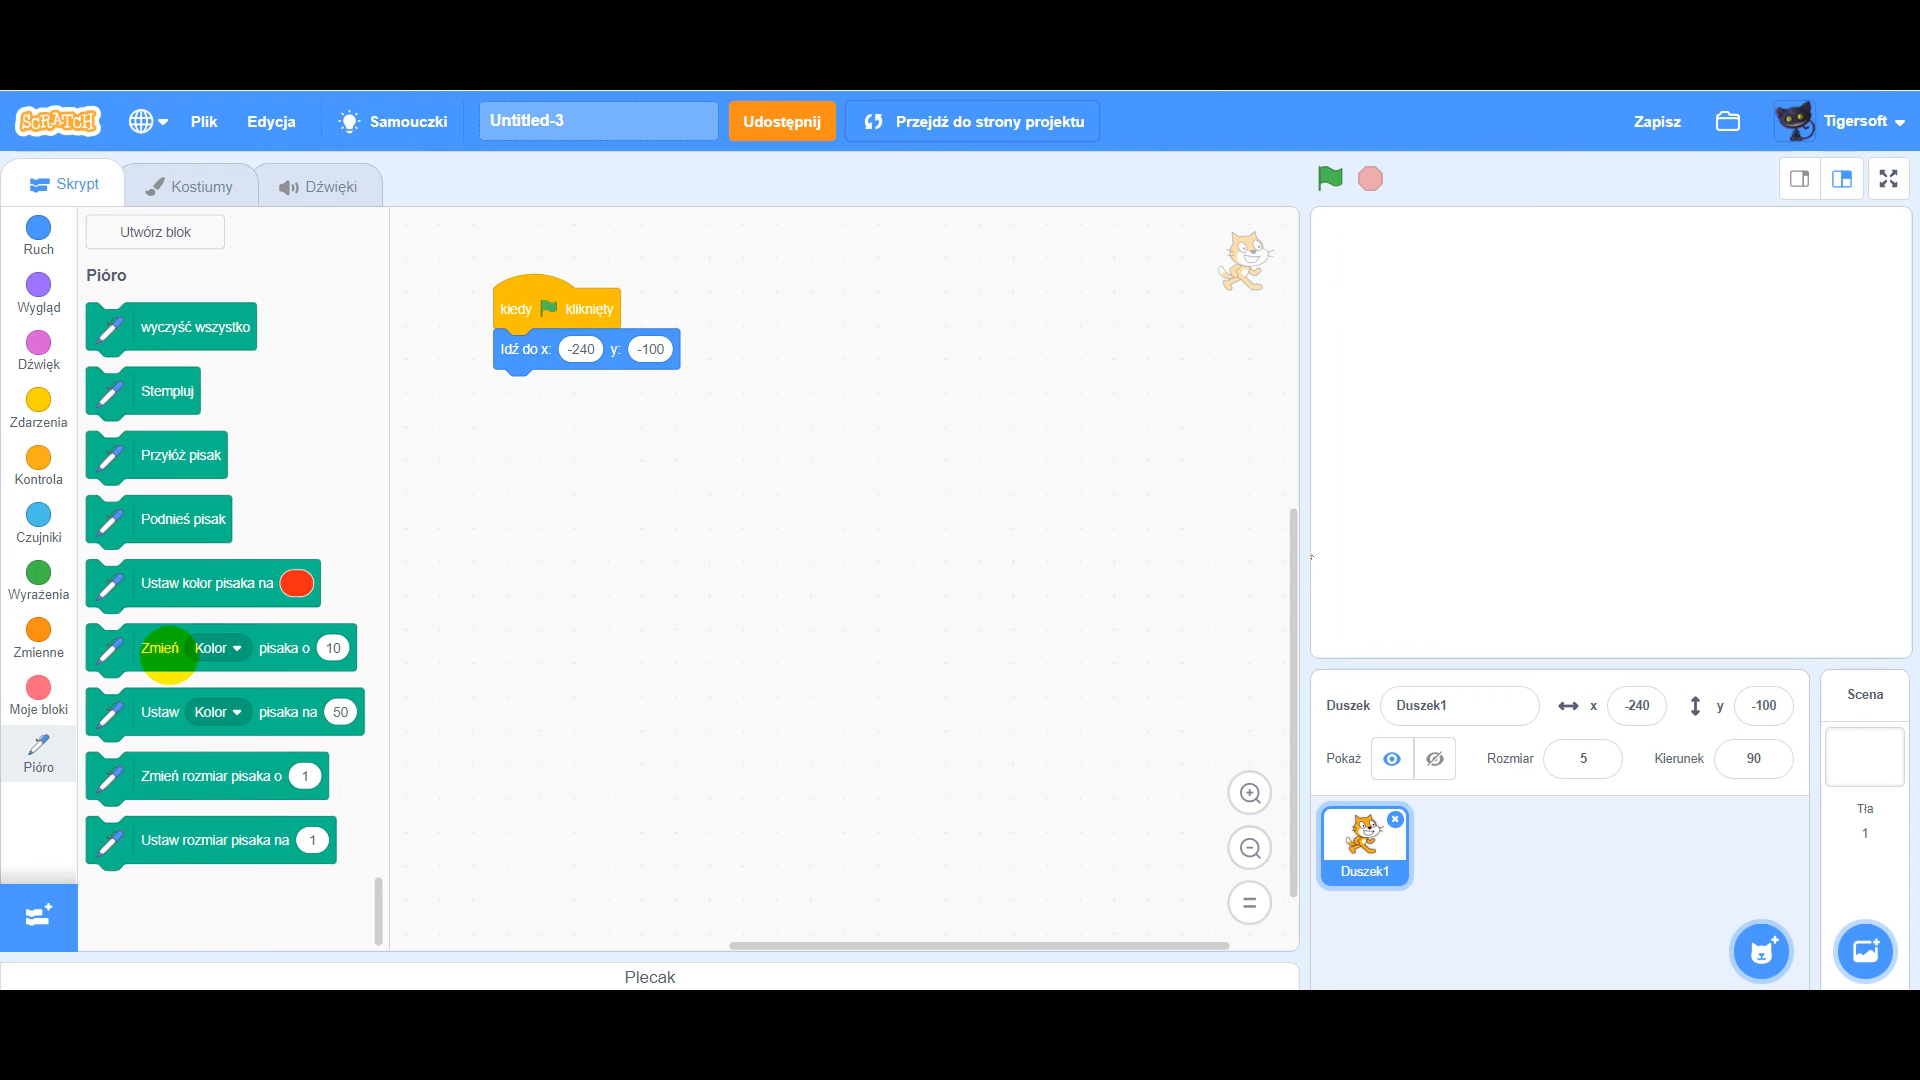 SCRATCH
Plik
Edycja
Samouczki
Untitled-3
Udostępnij
Przejdź do strony projektu
Zapisz
Tigersoft
Skrypt
Kostiumy
Dźwięki
Ruch
Wygląd
Dźwięk
Zdarzenia
Kontrola
Czujniki
Wyrażenia
Zmienne
Moje bloki
Pióro
Utwórz blok
Pióro
wyczyść wszystko
Stempluj
Przyłóż pisak
Podnieś pisak
Ustaw kolor pisaka na
Zmień Kolor pisaka o 10
Ustaw Kolor pisaka na 50
Zmień rozmiar pisaka o 1
Ustaw rozmiar pisaka na 1
kiedy kliknięty
Idź do x: -240 y: -100
Plecak
Duszek Duszek1 x -240 y -100
Pokaż Rozmiar 5 Kierunek 90
Duszek1
Scena
Tła
1